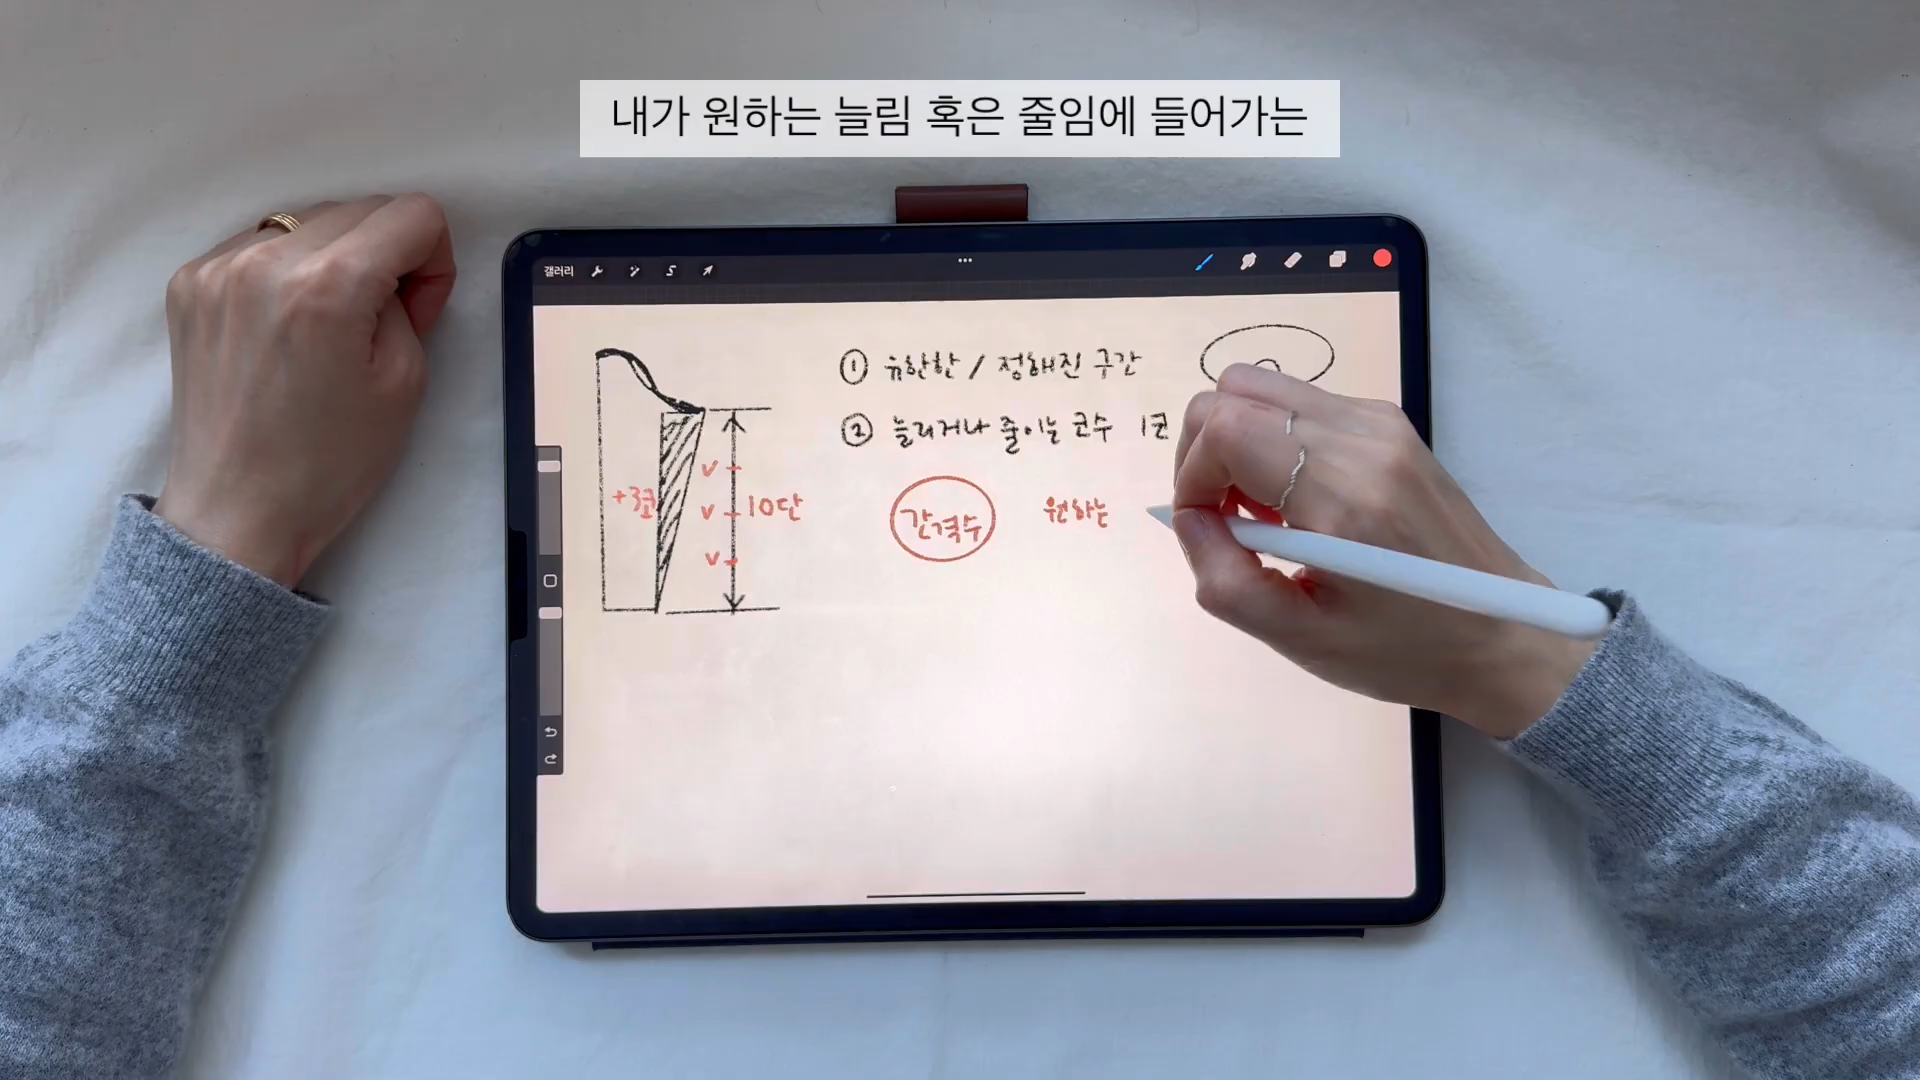 내가 원하는 늘림 혹은 줄임에 들어가는
갤러리
① 유한한 / 정해진 구간
② 늘리거나 줄이는 코수 1코
+3코
v
v 10단
v
간격수 원하는